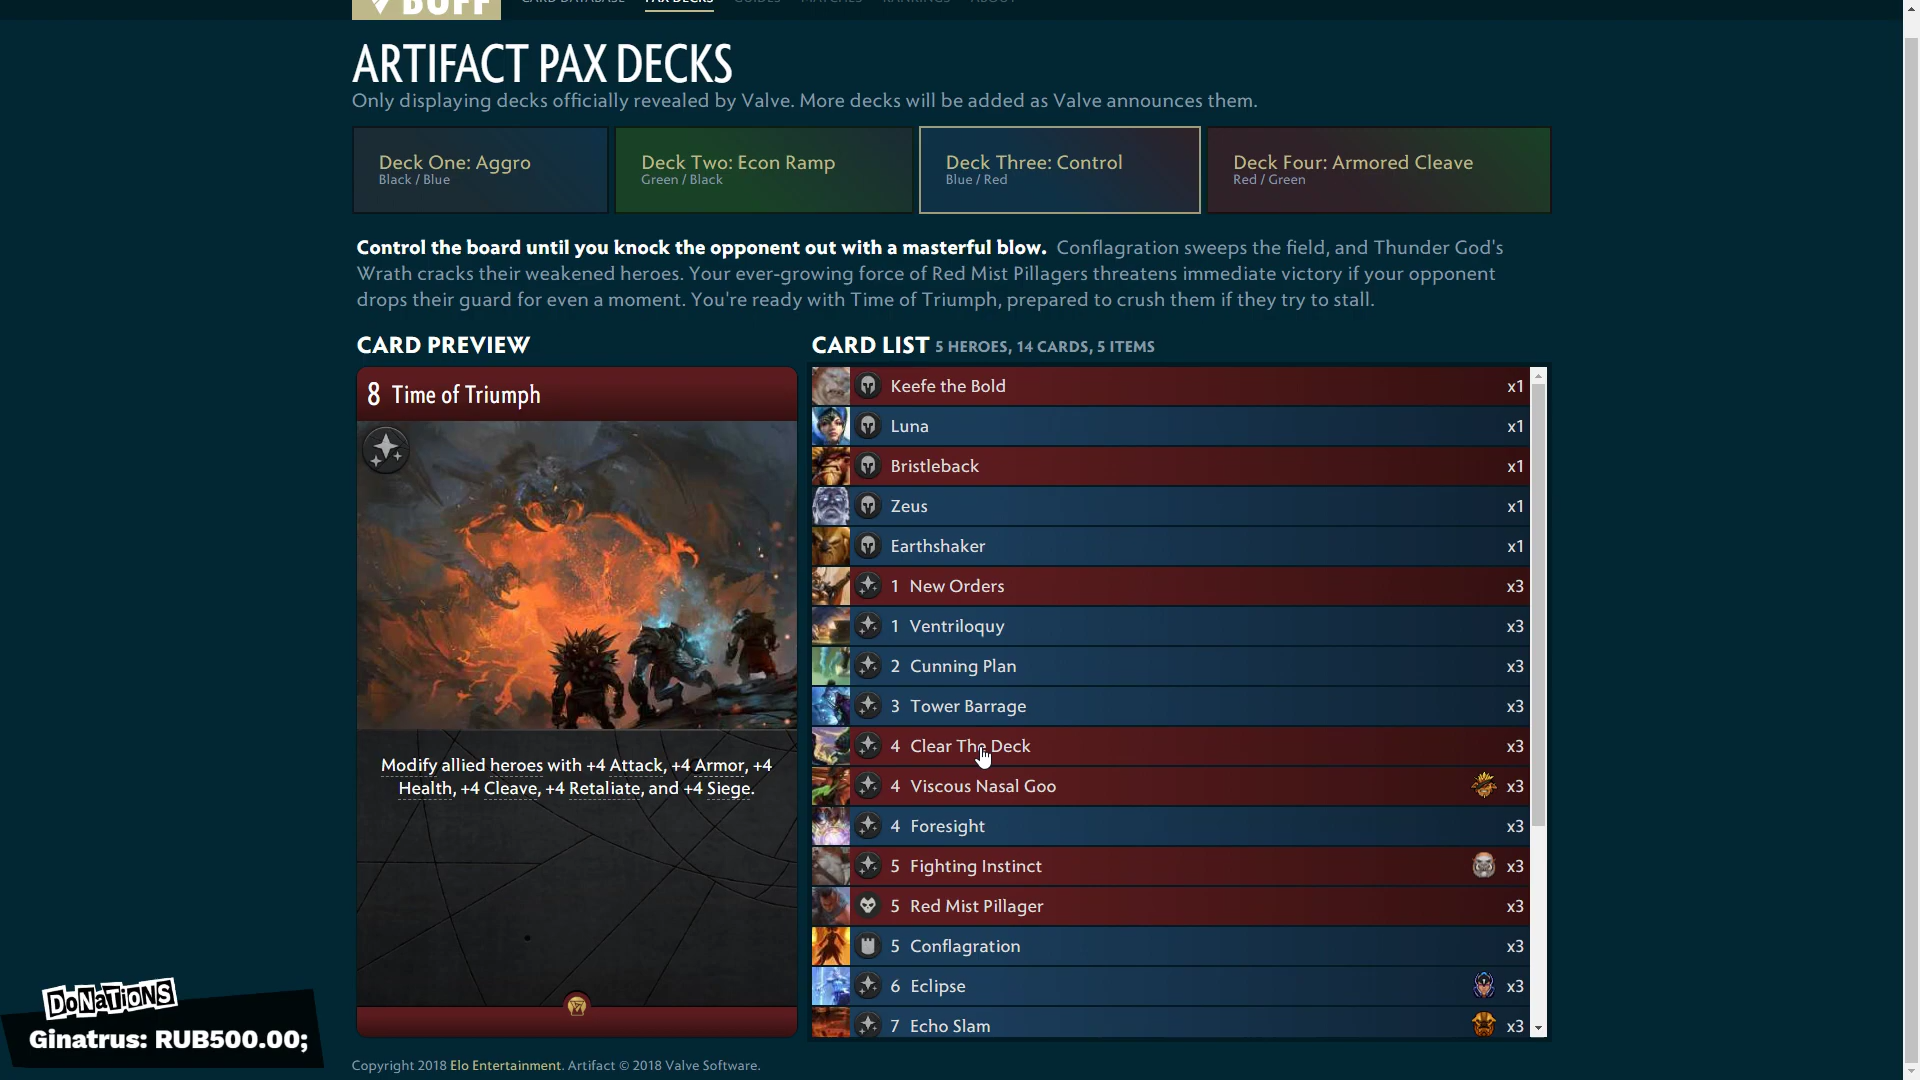 BUFF
PAX DECKS
ARTIFACT PAX DECKS
Only displaying decks officially revealed by Valve. More decks will be added as Valve announces them.
Deck One: Aggro
Black / Blue
Deck Two: Econ Ramp
Green / Black
Deck Three: Control
Blue / Red
Deck Four: Armored Cleave
Red / Green
Control the board until you knock the opponent out with a masterful blow. Conflagration sweeps the field, and Thunder God's
Wrath cracks their weakened heroes. Your ever-growing force of Red Mist Pillagers threatens immediate victory if your opponent
drops their guard for even a moment. You're ready with Time of Triumph, prepared to crush them if they try to stall.
CARD PREVIEW
8 Time of Triumph
Modify allied heroes with +4 Attack, +4 Armor, +4
Health, +4 Cleave, +4 Retaliate, and +4 Siege.
CARD LIST 5 HEROES, 14 CARDS, 5 ITEMS
Keefe the Bold x1
Luna x1
Bristleback x1
Zeus x1
Earthshaker x1
1 New Orders x3
1 Ventriloquy x3
2 Cunning Plan x3
3 Tower Barrage x3
4 Clear The Deck x3
4 Viscous Nasal Goo x3
4 Foresight x3
5 Fighting Instinct x3
5 Red Mist Pillager x3
5 Conflagration x3
6 Eclipse x3
7 Echo Slam x3
DONATIONS
Ginatrus: RUB500.00;
Copyright 2018 Elo Entertainment. Artifact © 2018 Valve Software.